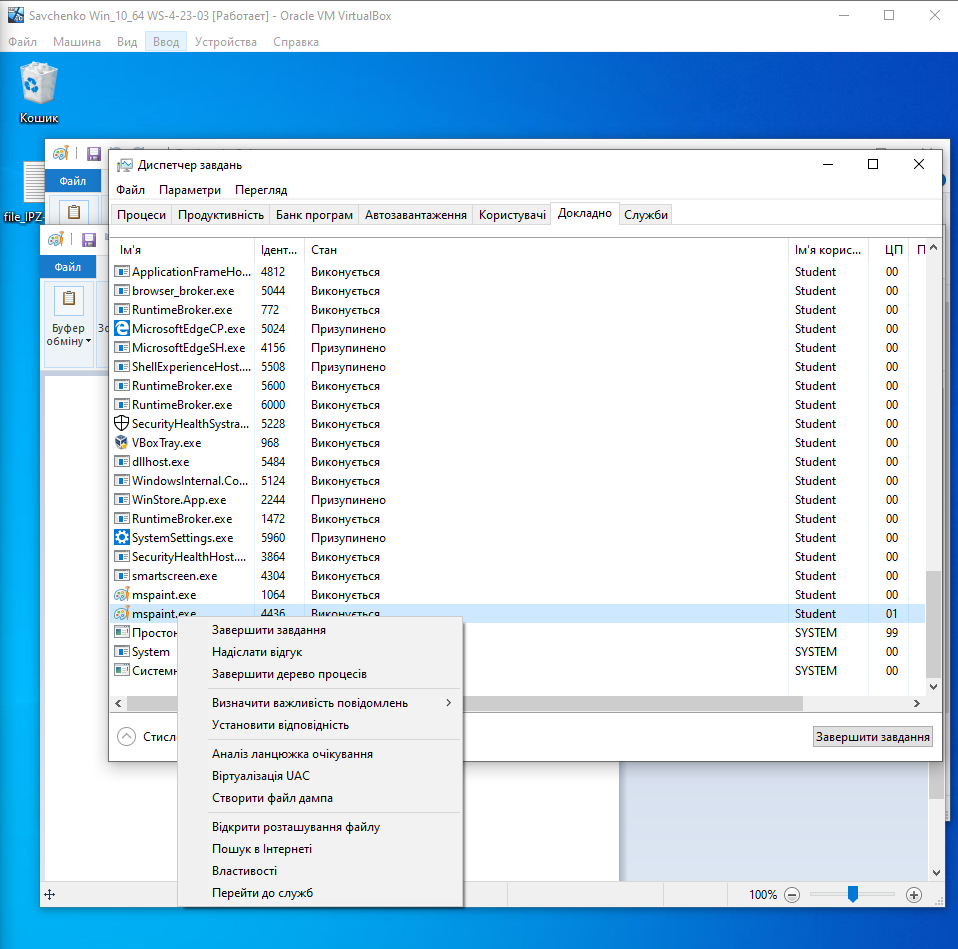 Savchenko Win_10_64 WS-4-23-03 [Работает] - Oracle VM VirtualBox
Файл Машина Вид Ввод Устройства Справка
Кошик
Файл
file_IPZ-
Файл
Буфер
обміну
Диспетчер завдань
Файл Параметри Перегляд
Процеси Продуктивність Банк програм Автозавантаження Користувачі Докладно Служби
Ім'я Ідент... Стан Ім'я корис... ЦП П
ApplicationFrameHo... 4812 Виконується Student 00
browser_broker.exe 5044 Виконується Student 00
RuntimeBroker.exe 772 Виконується Student 00
MicrosoftEdgeCP.exe 5024 Призупинено Student 00
MicrosoftEdgeSH.exe 4156 Призупинено Student 00
ShellExperienceHost.... 5508 Призупинено Student 00
RuntimeBroker.exe 5600 Виконується Student 00
RuntimeBroker.exe 6000 Виконується Student 00
SecurityHealthSystra... 5228 Виконується Student 00
VBoxTray.exe 968 Виконується Student 00
dllhost.exe 5484 Виконується Student 00
WindowsInternal.Co... 5124 Виконується Student 00
WinStore.App.exe 2244 Призупинено Student 00
RuntimeBroker.exe 1472 Виконується Student 00
SystemSettings.exe 5960 Призупинено Student 00
SecurityHealthHost.... 3864 Виконується Student 00
smartscreen.exe 4304 Виконується Student 00
mspaint.exe 1064 Виконується Student 00
mspaint.exe 4436 Виконується Student 01
Простон SYSTEM 99
System SYSTEM 00
Системн SYSTEM 00
Завершити завдання
Надіслати відгук
Завершити дерево процесів
Визначити важливість повідомлень
Установити відповідність
Аналіз ланцюжка очікування
Віртуалізація UAC
Створити файл дампа
Відкрити розташування файлу
Пошук в Інтернеті
Властивості
Перейти до служб
Стисл
Завершити завдання
100%